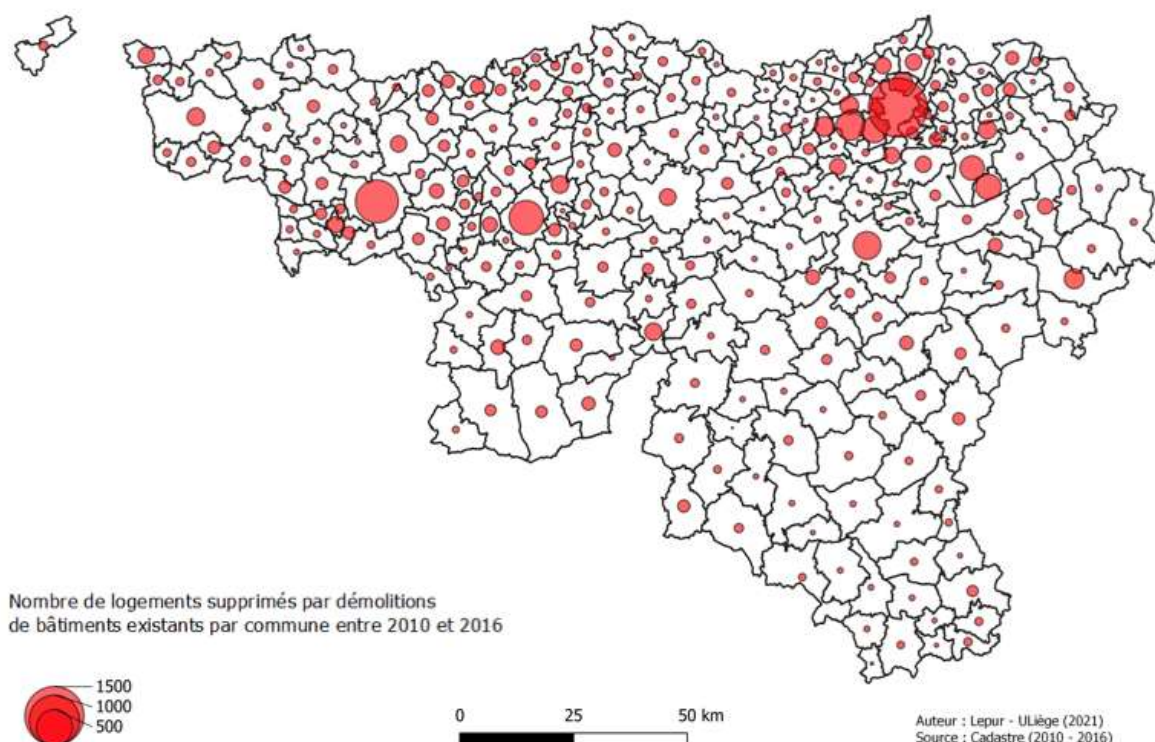 Nombre de logements supprimés par démolitions
de bâtiments existants par commune entre 2010 et 2016
1500
1000
500
0 25 50 km
Auteur : Lepur - ULiège (2021)
Source : Cadastre (2010 - 2016)